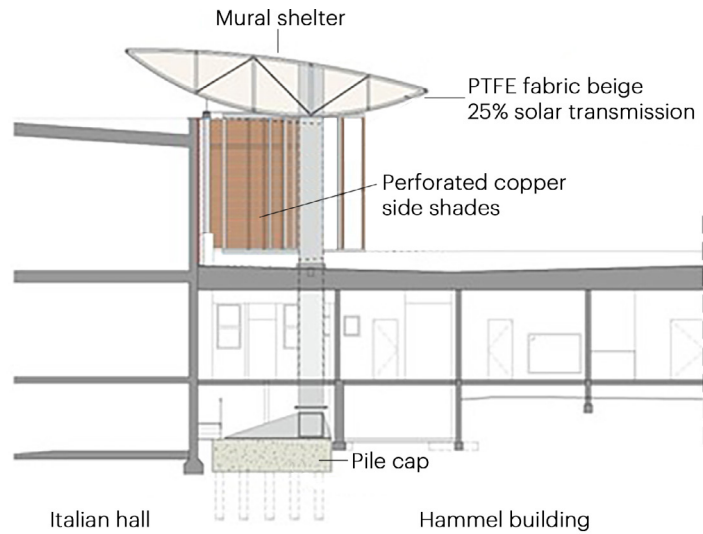 Mural shelter
PTFE fabric beige
25% solar transmission
Perforated copper
side shades
Pile cap
Italian hall
Hammel building